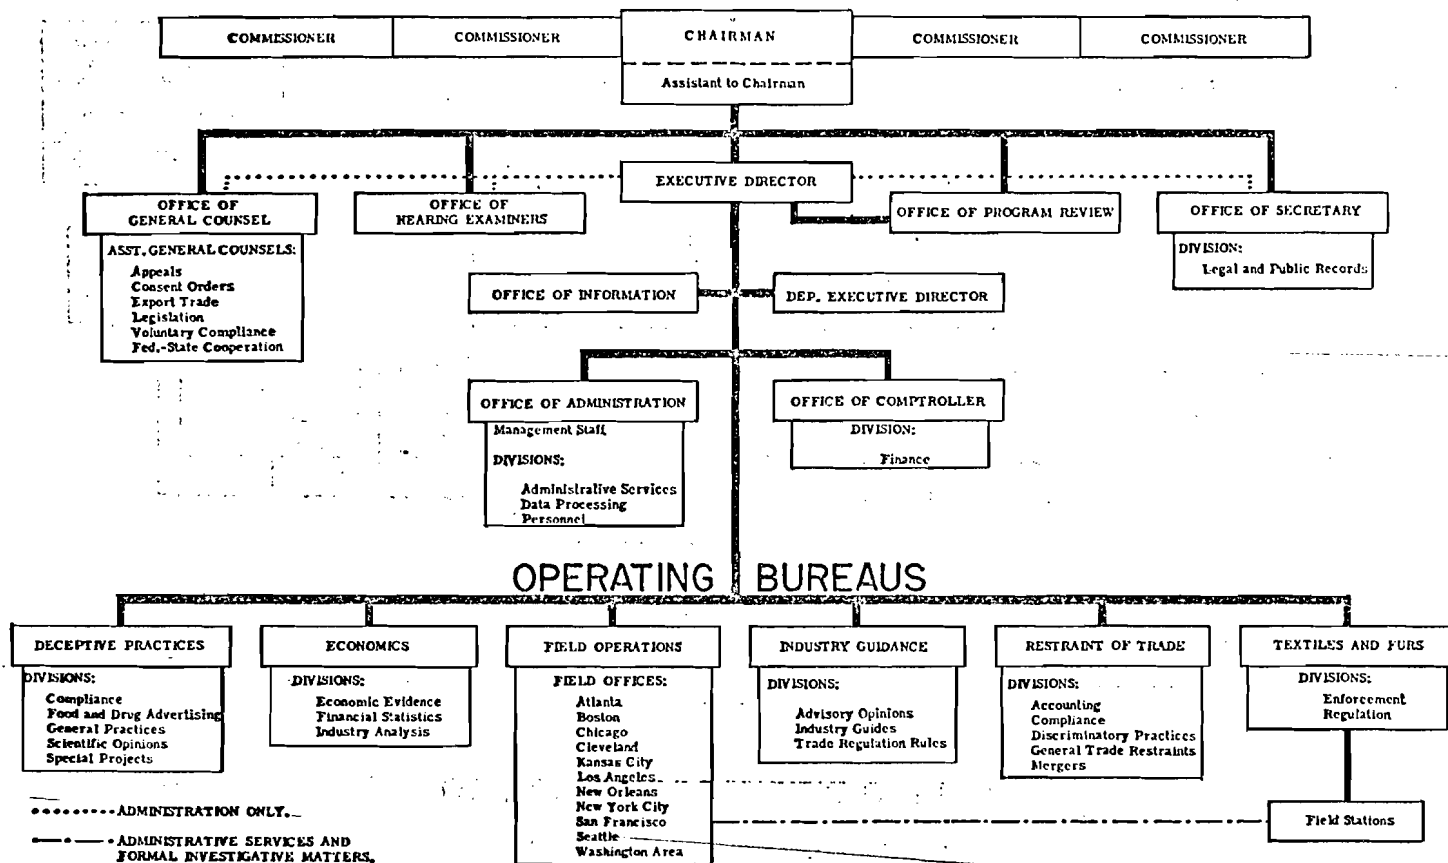 COMMISSIONER
COMMISSIONER
CHAIRMAN
COMMISSIONER
COMMISSIONER
Assistant to Chairman
EXECUTIVE DIRECTOR
OFFICE OF
GENERAL COUNSEL
OFFICE OF
HEARING EXAMINERS
OFFICE OF PROGRAM REVIEW
OFFICE OF SECRETARY
ASST. GENERAL COUNSELS:
Appeals
Consent Orders
Export Trade
Legislation
Voluntary Compliance
Fed.-State Cooperation
DIVISION:
Legal and Public Records
OFFICE OF INFORMATION
DEP. EXECUTIVE DIRECTOR
OFFICE OF ADMINISTRATION
Management Staff
DIVISIONS:
Administrative Services
Data Processing
Personnel
OFFICE OF COMPTROLLER
DIVISION:
Finance
OPERATING BUREAUS
DECEPTIVE PRACTICES
DIVISIONS:
Compliance
Food and Drug Advertising
General Practices
Scientific Opinions
Special Projects
ECONOMICS
DIVISIONS:
Economic Evidence
Financial Statistics
Industry Analysis
FIELD OPERATIONS
FIELD OFFICES:
Atlanta
Boston
Chicago
Cleveland
Kansas City
Los Angeles
New Orleans
New York City
San Francisco
Seattle
Washington Area
INDUSTRY GUIDANCE
DIVISIONS:
Advisory Opinions
Industry Guides
Trade Regulation Rules
RESTRAINT OF TRADE
DIVISIONS:
Accounting
Compliance
Discriminatory Practices
General Trade Restraints
Mergers
TEXTILES AND FURS
DIVISIONS:
Enforcement
Regulation
Field Stations
ADMINISTRATION ONLY.
ADMINISTRATIVE SERVICES AND
FORMAL INVESTIGATIVE MATTERS.